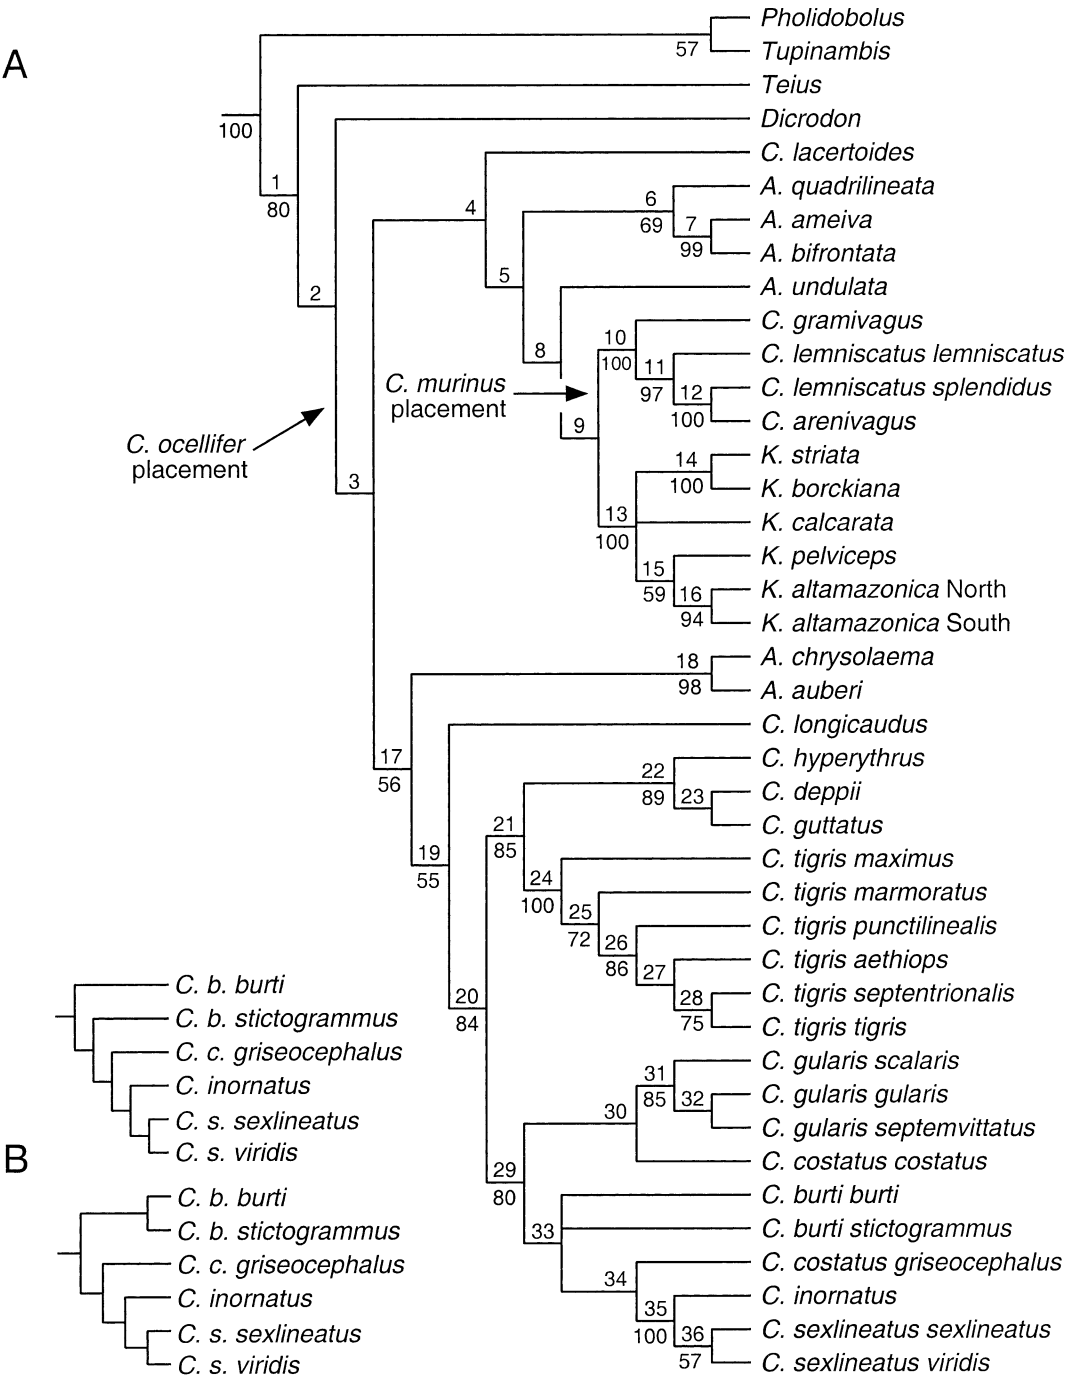 A
Pholidobolus
57
Tupinambis
Teius
100
Dicrodon
C. lacertoides
1
80
4
6
69
A. quadrilineata
7
99
A. ameiva
A. bifrontata
2
5
A. undulata
8
10
100
C. gramivagus
11
97
C. lemniscatus lemniscatus
12
100
C. lemniscatus splendidus
C. arenivagus
C. murinus
placement
C. ocellifer
placement
9
3
14
100
K. striata
K. borckiana
13
100
K. calcarata
15
59
K. pelviceps
16
94
K. altamazonica North
K. altamazonica South
18
98
A. chrysolaema
A. auberi
17
56
C. longicaudus
22
89
C. hyperythrus
23
C. deppii
C. guttatus
21
85
19
55
24
100
C. tigris maximus
25
72
C. tigris marmoratus
26
86
C. tigris punctilinealis
27
C. tigris aethiops
28
75
C. tigris septentrionalis
C. tigris tigris
20
84
31
85
C. gularis scalaris
32
C. gularis gularis
C. gularis septemvittatus
30
C. costatus costatus
29
80
C. burti burti
33
C. burti stictogrammus
34
C. costatus griseocephalus
35
100
C. inornatus
36
57
C. sexlineatus sexlineatus
C. sexlineatus viridis
B
C. b. burti
C. b. stictogrammus
C. c. griseocephalus
C. inornatus
C. s. sexlineatus
C. s. viridis
C. b. burti
C. b. stictogrammus
C. c. griseocephalus
C. inornatus
C. s. sexlineatus
C. s. viridis